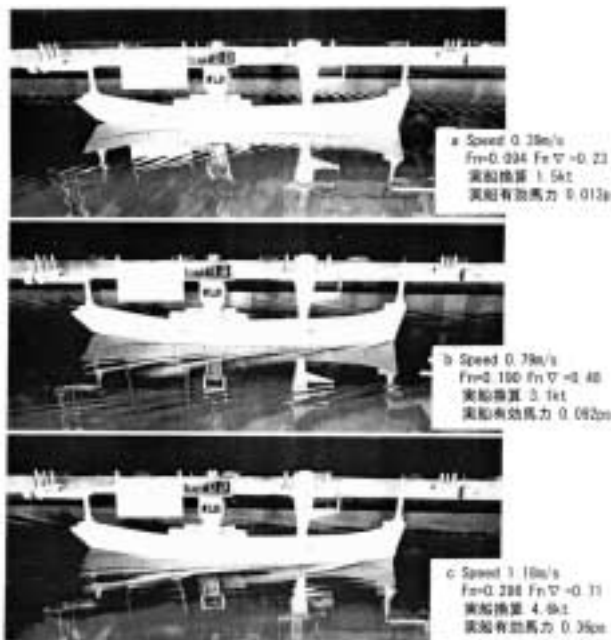 a Speed 0.39m/s
Fn=0.094 Fn▽=0.23
実船換算 1.5kt
実船有効馬力 0.013p
b Speed 0.79m/s
Fn=0.190 Fn▽=0.48
実船換算 3.1kt
実船有効馬力 0.092ps
c Speed 1.18m/s
Fn=0.286 Fn▽=0.71
実船換算 4.6kt
実船有効馬力 0.36ps